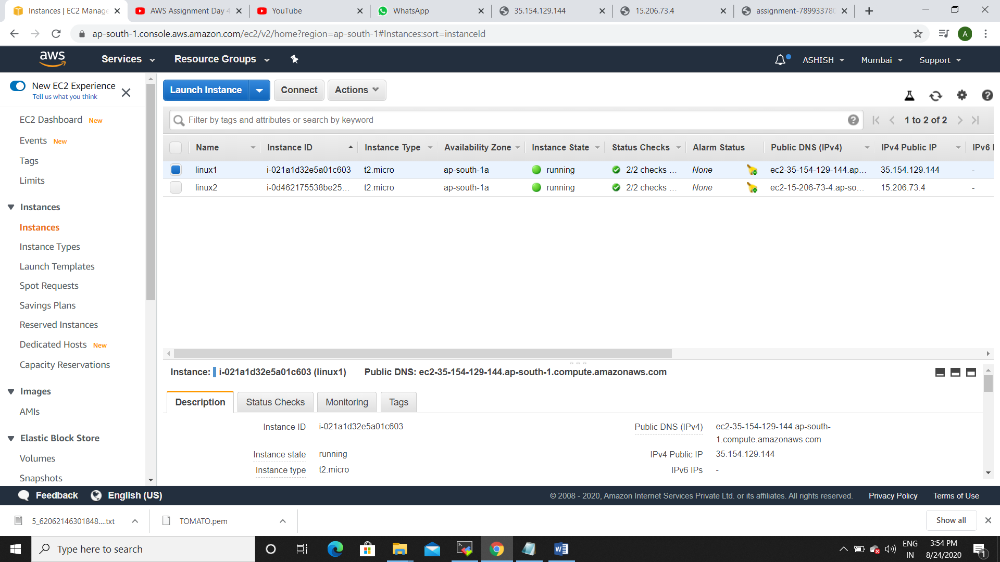 Instances | EC2 Manage
AWS Assignment Day 4
YouTube
WhatsApp
35.154.129.144
15.206.73.4
assignment-789933780
ap-south-1.console.aws.amazon.com/ec2/v2/home?region=ap-south-1#Instances:sort=instanceId
A
aws
Services
Resource Groups
ASHISH
Mumbai
Support
New EC2 Experience
Tell us what you think
EC2 Dashboard New
Events New
Tags
Limits
Instances
Instances
Instance Types
Launch Templates
Spot Requests
Savings Plans
Reserved Instances
Dedicated Hosts New
Capacity Reservations
Images
AMIs
Elastic Block Store
Volumes
Snapshots
Launch Instance
Connect
Actions
Filter by tags and attributes or search by keyword
1 to 2 of 2
Name Instance ID Instance Type Availability Zone Instance State Status Checks Alarm Status Public DNS (IPv4) IPv4 Public IP IPv6 I
linux1 i-021a1d32e5a01c603 t2.micro ap-south-1a running 2/2 checks ... None ec2-35-154-129-144.ap... 35.154.129.144 -
linux2 i-0d462175538be25... t2.micro ap-south-1a running 2/2 checks ... None ec2-15-206-73-4.ap-so... 15.206.73.4 -
Instance: i-021a1d32e5a01c603 (linux1) Public DNS: ec2-35-154-129-144.ap-south-1.compute.amazonaws.com
Description Status Checks Monitoring Tags
Instance ID i-021a1d32e5a01c603
Public DNS (IPv4) ec2-35-154-129-144.ap-south-
1.compute.amazonaws.com
Instance state running
IPv4 Public IP 35.154.129.144
Instance type t2.micro
IPv6 IPs -
Feedback
English (US)
© 2008 - 2020, Amazon Internet Services Private Ltd. or its affiliates. All rights reserved.
Privacy Policy
Terms of Use
5_62062146301848....txt
TOMATO.pem
Show all
Type here to search
ENG
IN
3:54 PM
8/24/2020
1